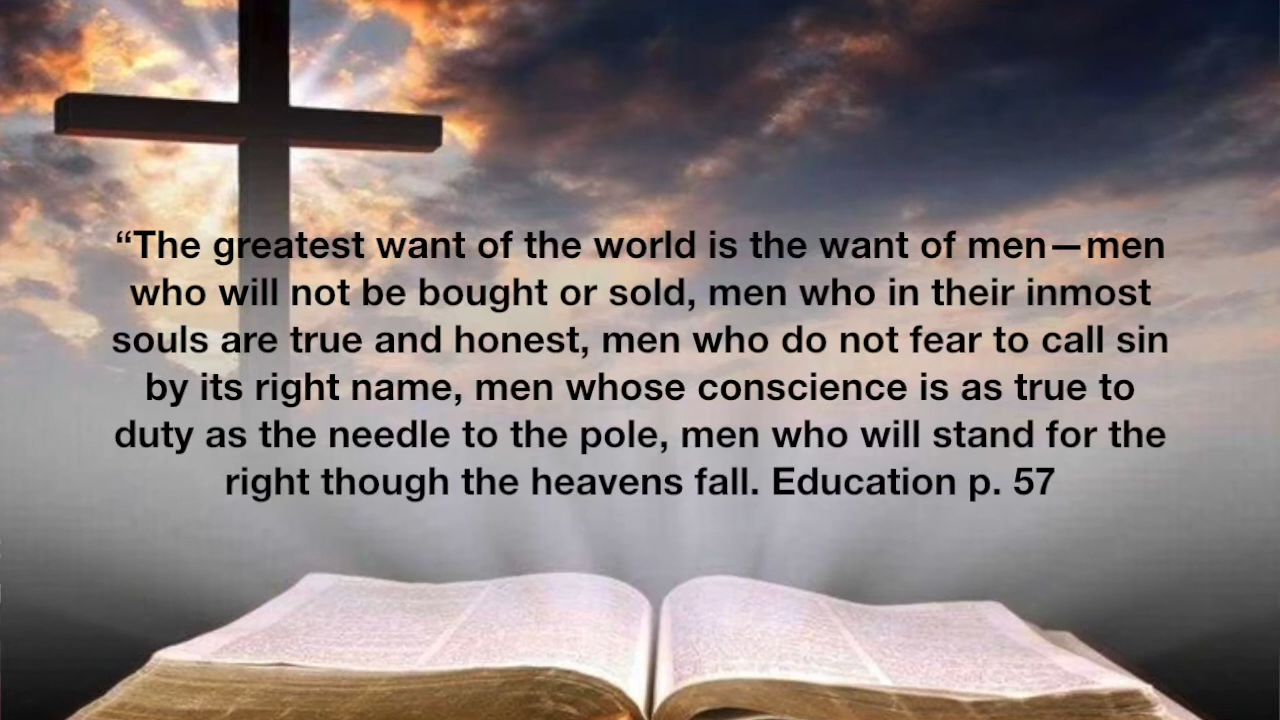 “The greatest want of the world is the want of men—men
who will not be bought or sold, men who in their inmost
souls are true and honest, men who do not fear to call sin
by its right name, men whose conscience is as true to
duty as the needle to the pole, men who will stand for the
right though the heavens fall. Education p. 57